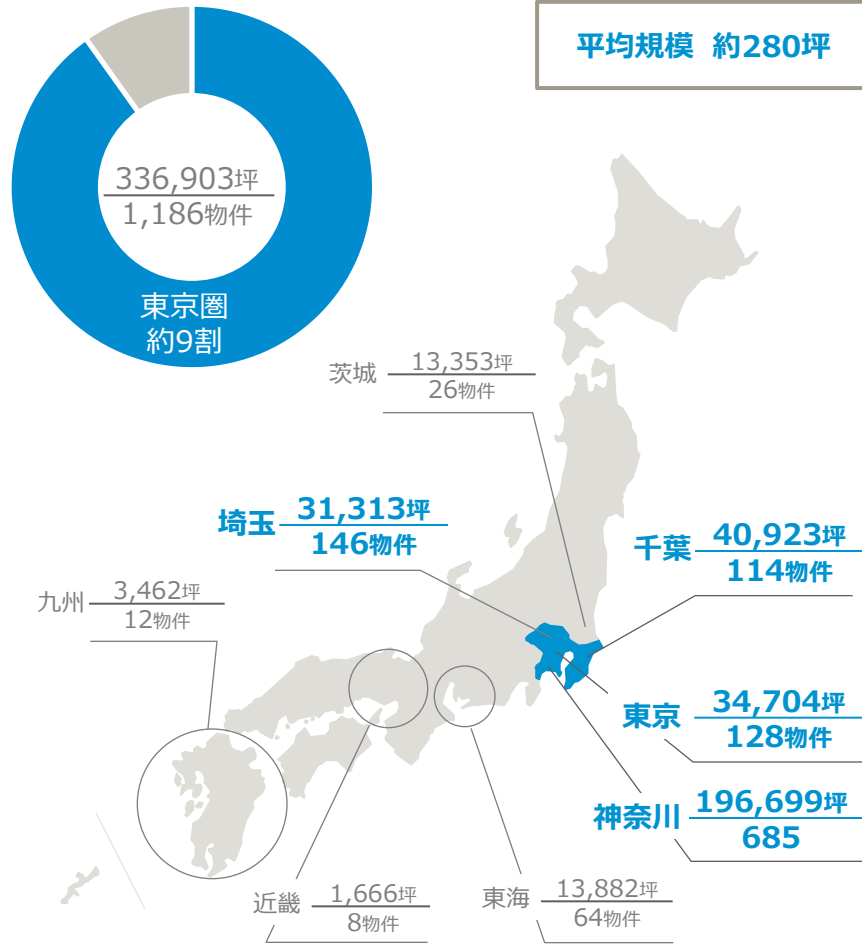 平均規模 約280坪
336,903坪
1,186物件
東京圏
約9割
茨城
13,353坪
26物件
埼玉
31,313坪
146物件
千葉
40,923坪
114物件
九州
3,462坪
12物件
東京
34,704坪
128物件
神奈川
196,699坪
685
近畿
1,666坪
8物件
東海
13,882坪
64物件